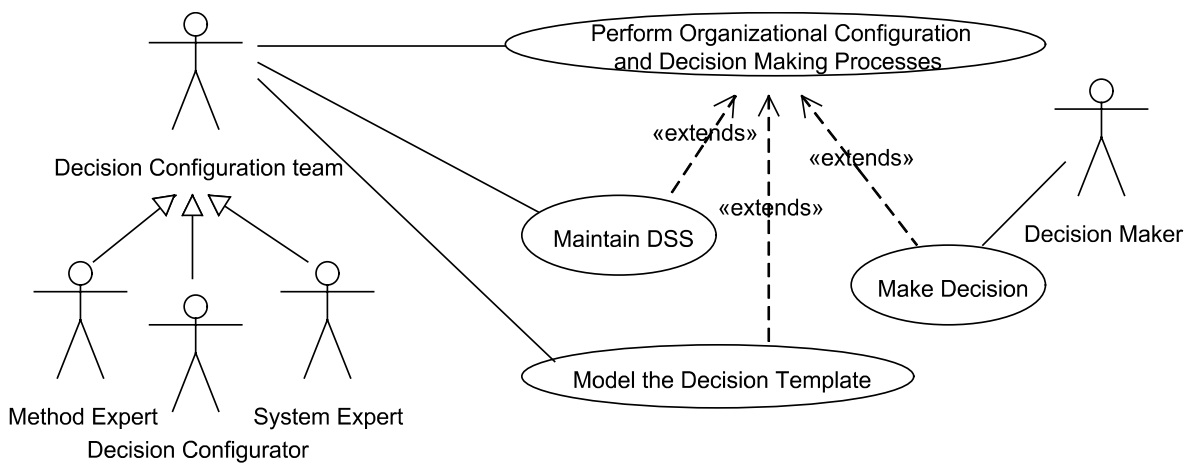 Perform Organizational Configuration
and Decision Making Processes
«extends»
«extends»
Decision Configuration team
«extends»
Maintain DSS
Decision Maker
Make Decision
Model the Decision Template
Method Expert
System Expert
Decision Configurator